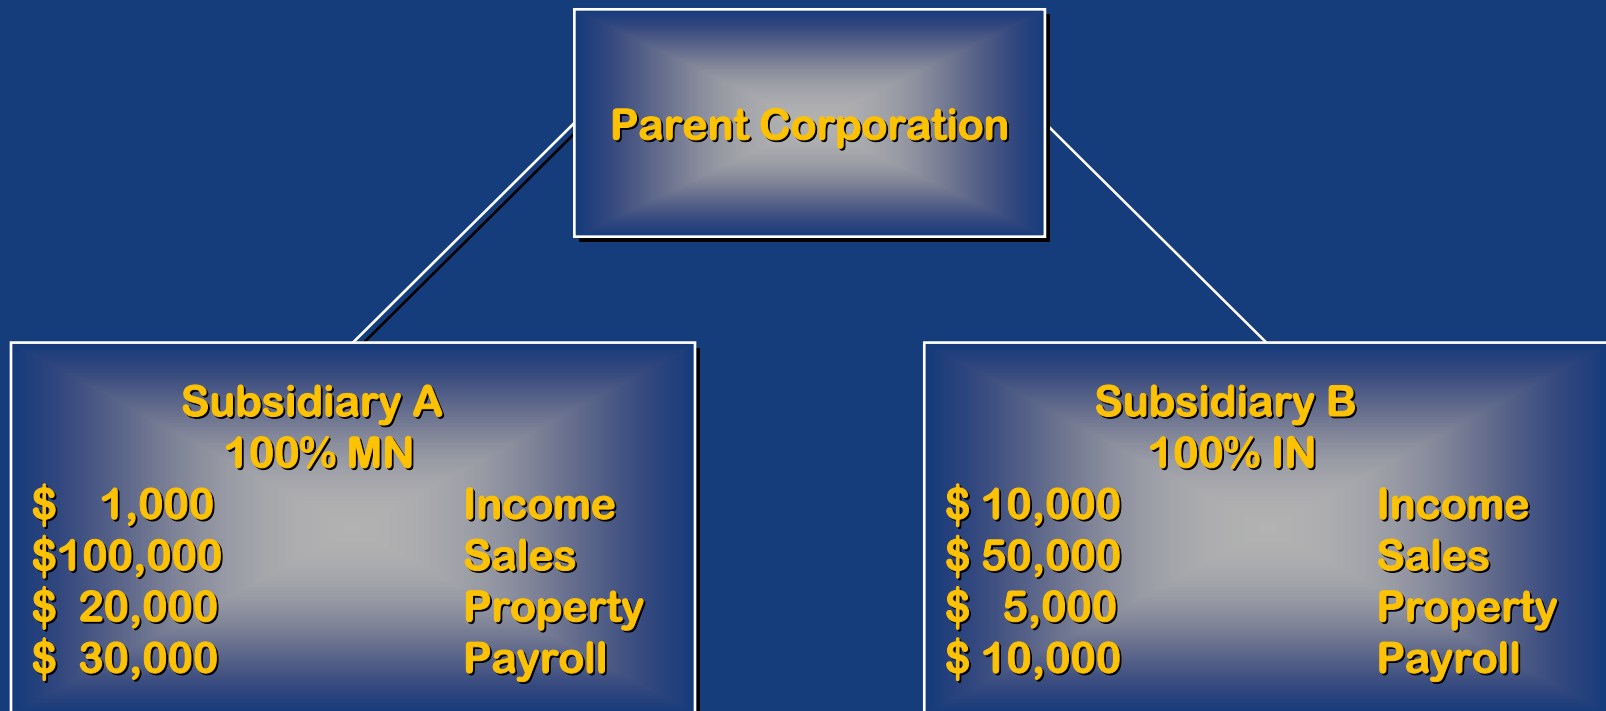 Parent Corporation
Subsidiary A
100% MN
$ 1,000 Income
$100,000 Sales
$ 20,000 Property
$ 30,000 Payroll
Subsidiary B
100% IN
$ 10,000 Income
$ 50,000 Sales
$ 5,000 Property
$ 10,000 Payroll